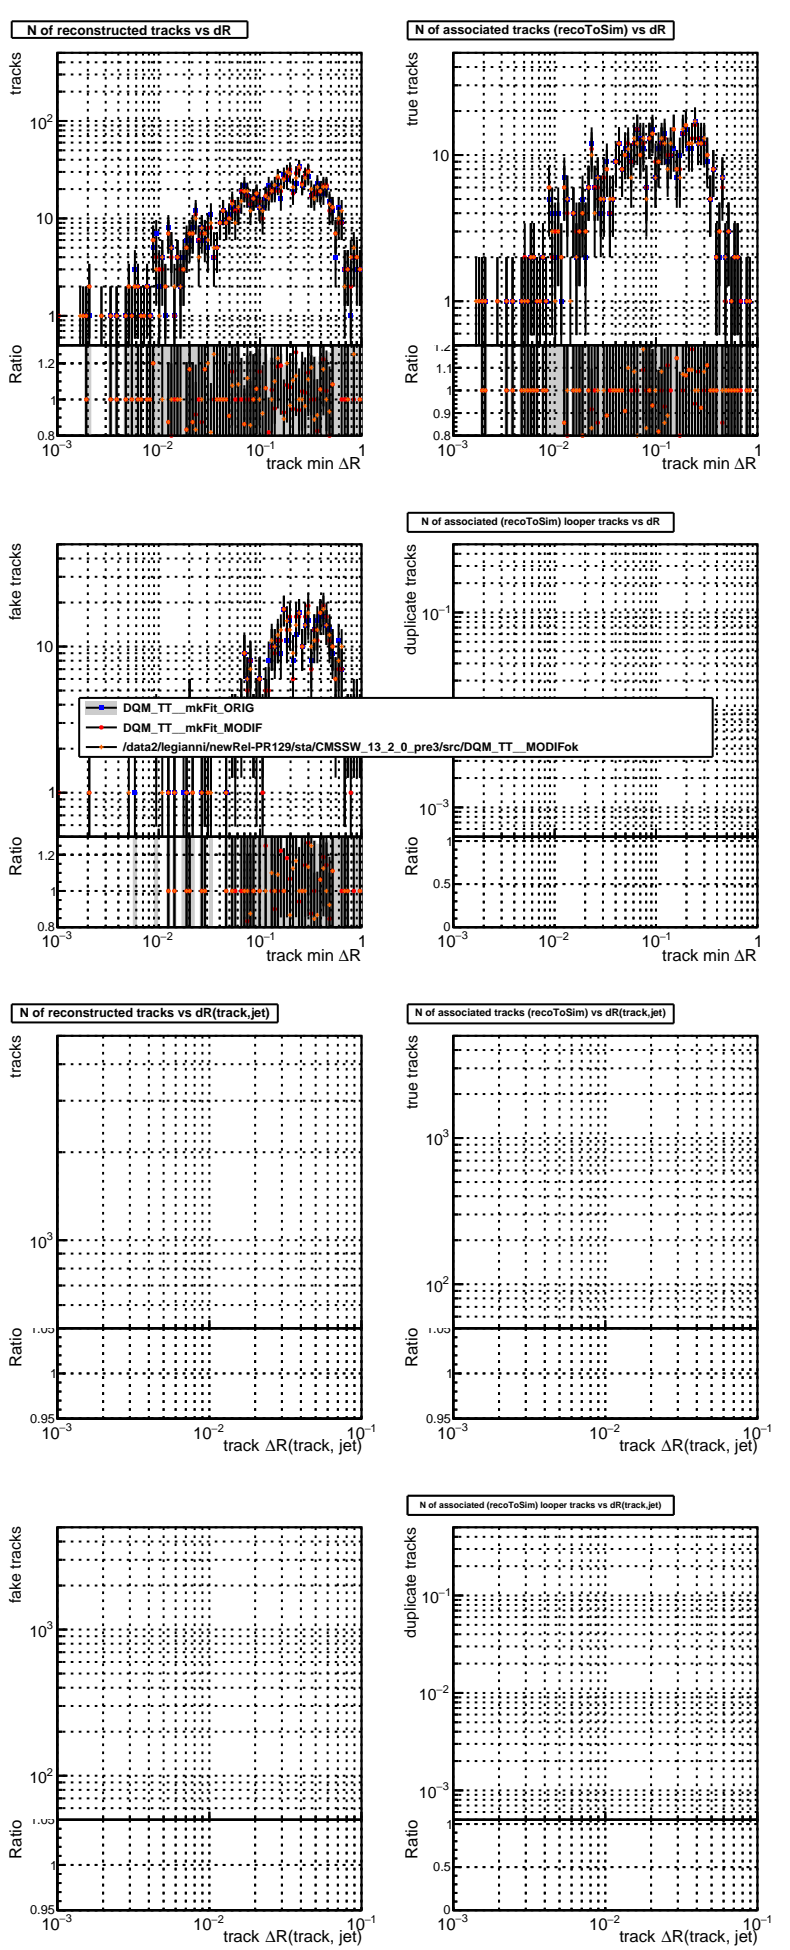 N of reconstructed tracks vs dR
tracks
10²
10
1
Ratio
1.2
1
0.8
10⁻³
10⁻²
10⁻¹
1
track min ΔR
N of associated tracks (recoToSim) vs dR
true tracks
10
1
Ratio
1.2
1.1
1
0.9
0.8
10⁻³
10⁻²
10⁻¹
1
track min ΔR
fake tracks
10
1
Ratio
1.2
1
0.8
10⁻³
10⁻²
10⁻¹
1
track min ΔR
N of associated (recoToSim) looper tracks vs dR
duplicate tracks
10⁻¹
10⁻³
Ratio
1
0.5
0
10⁻³
10⁻²
10⁻¹
1
track min ΔR
DQM_TT__mkFit_ORIG
DQM_TT__mkFit_MODIF
/data2/legianni/newRel-PR129/sta/CMSSW_13_2_0_pre3/src/DQM_TT__MODIFok
N of reconstructed tracks vs dR(track,jet)
tracks
10³
Ratio
1.05
1
0.95
10⁻³
10⁻²
10⁻¹
track ΔR(track, jet)
N of associated tracks (recoToSim) vs dR(track,jet)
true tracks
10³
10²
Ratio
1.05
1
0.95
10⁻³
10⁻²
10⁻¹
track ΔR(track, jet)
fake tracks
10³
10²
Ratio
1.05
1
0.95
10⁻³
10⁻²
10⁻¹
track ΔR(track, jet)
N of associated (recoToSim) looper tracks vs dR(track,jet)
duplicate tracks
10⁻¹
10⁻²
10⁻³
Ratio
1
0.5
0
10⁻³
10⁻²
10⁻¹
track ΔR(track, jet)